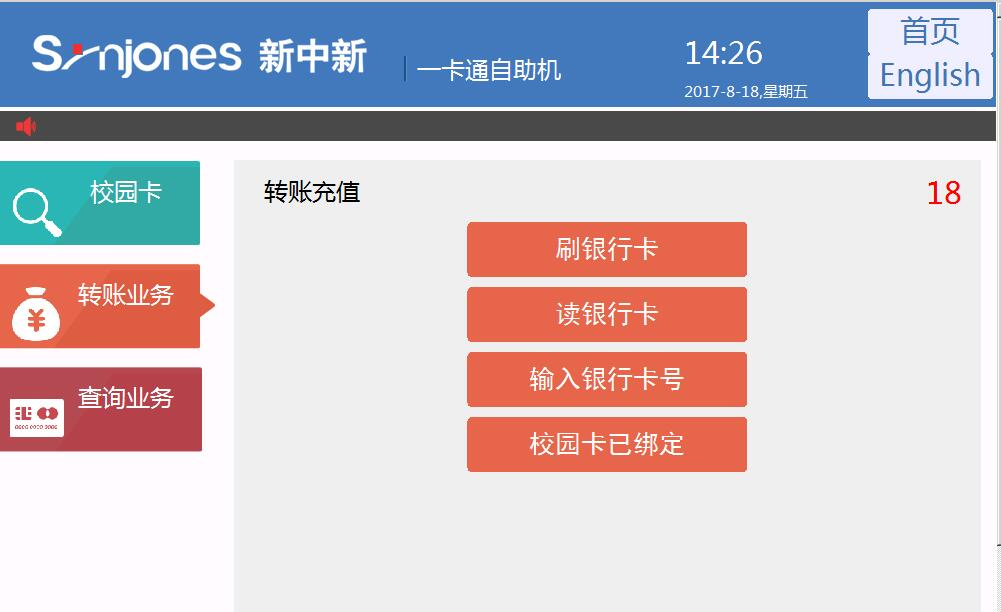 Synjones 新中新
一卡通自助机
14:26
2017-8-18,星期五
首页
English
校园卡
转账业务
查询业务
转账充值
18
刷银行卡
读银行卡
输入银行卡号
校园卡已绑定